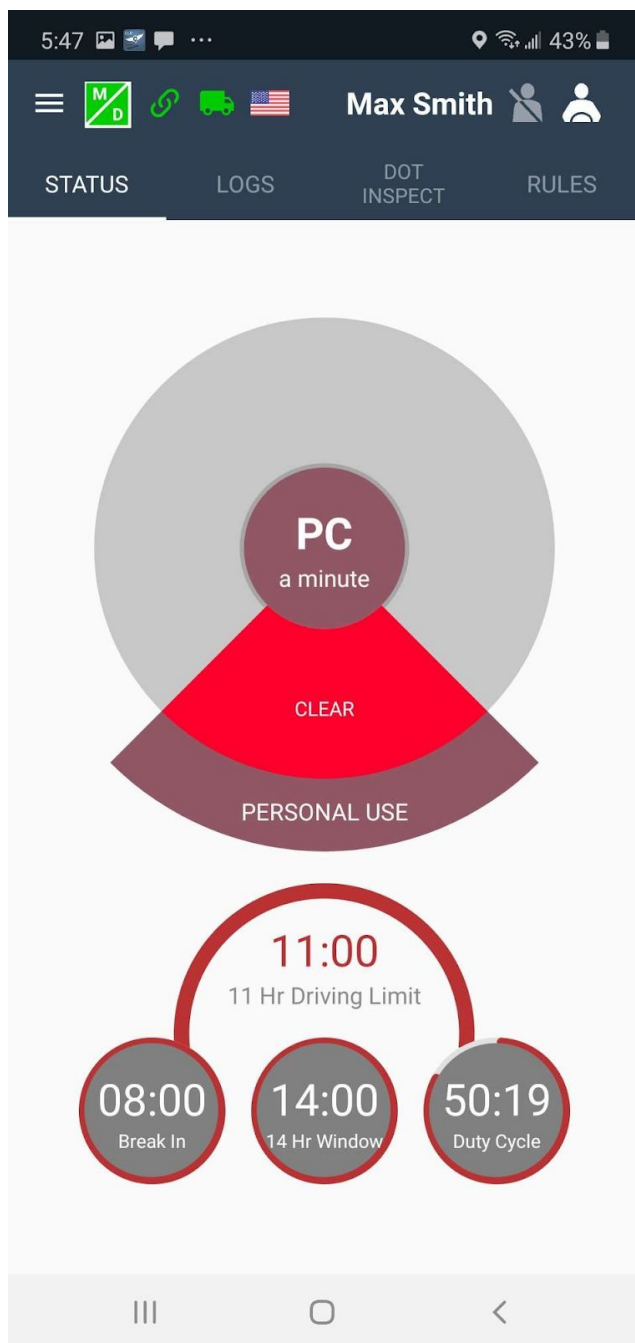 5:47 ... 43%
M/D Max Smith
STATUS LOGS DOT INSPECT RULES
PC
a minute
CLEAR
PERSONAL USE
11:00
11 Hr Driving Limit
08:00 14:00 50:19
Break In 14 Hr Window Duty Cycle